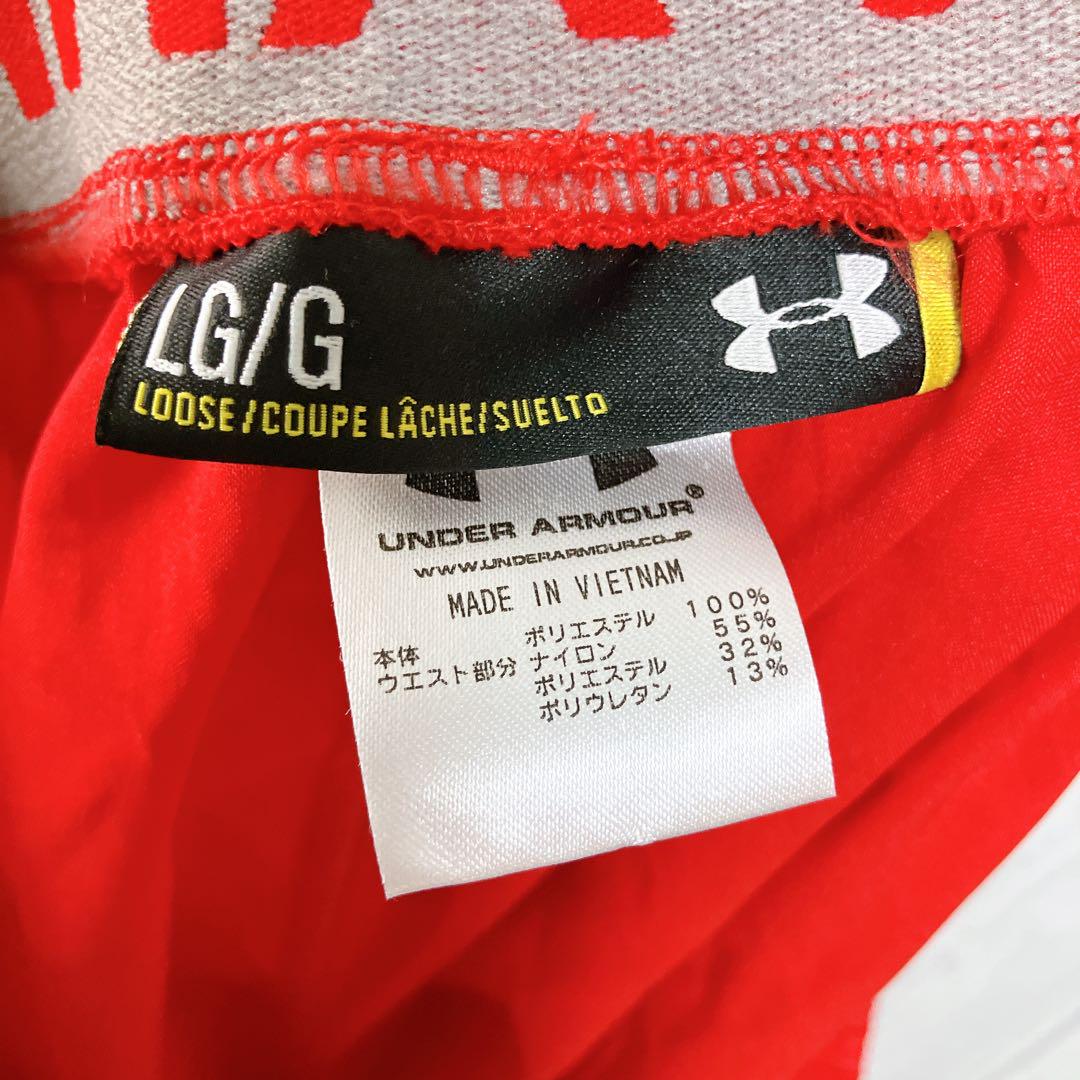 LG/G
LOOSE/COUPE LÂCHE/SUELTO
UNDER ARMOUR®
WWW.UNDERARMOUR.CO.JP
MADE IN VIETNAM
本体 ポリエステル 100%
ウエスト部分 ナイロン 55%
ポリエステル 32%
ポリウレタン 13%